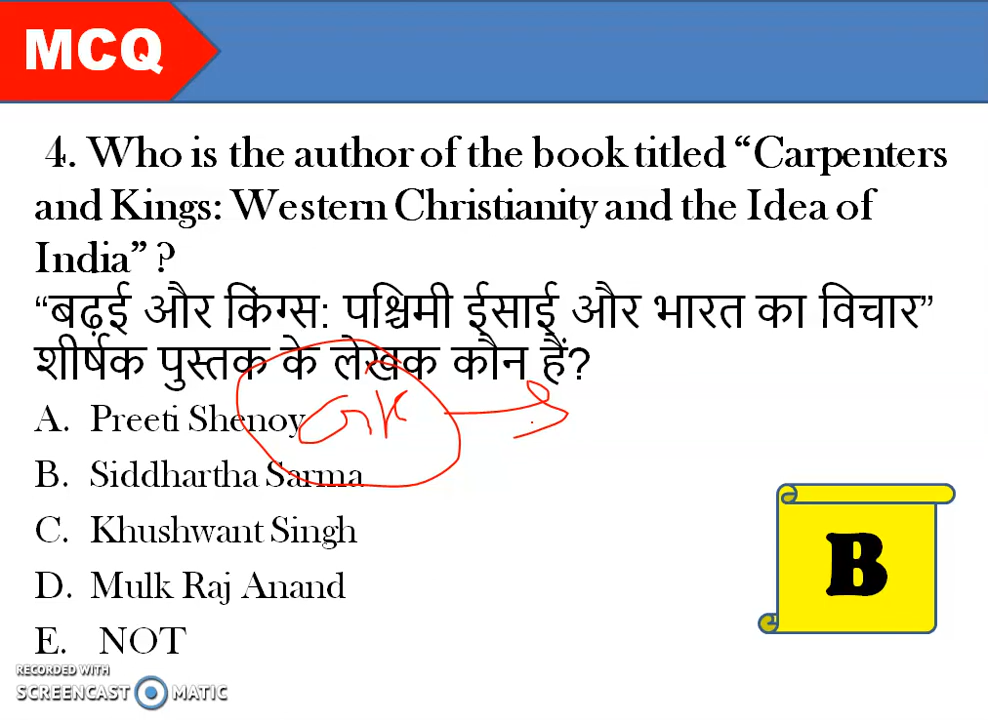 MCQ
4. Who is the author of the book titled “Carpenters
and Kings: Western Christianity and the Idea of
India” ?
“बढ़ई और किंग्स: पश्चिमी ईसाई और भारत का विचार”
शीर्षक पुस्तक के लेखक कौन हैं?
A. Preeti Shenoy
B. Siddhartha Sarma
C. Khushwant Singh
D. Mulk Raj Anand
E. NOT
B
RECORDED WITH
SCREENCAST MATIC